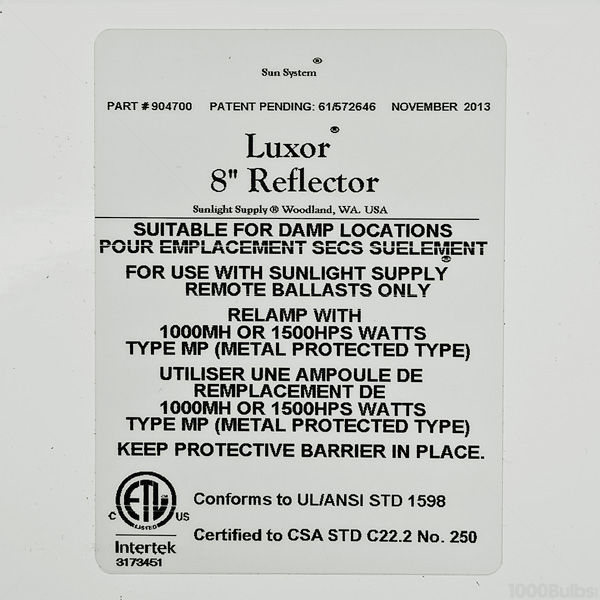 Sun System®
PART # 904700 PATENT PENDING: 61/572646 NOVEMBER 2013
Luxor®
8" Reflector
Sunlight Supply ® Woodland, WA. USA
SUITABLE FOR DAMP LOCATIONS
POUR EMPLACEMENT SECS SUELEMENT
FOR USE WITH SUNLIGHT SUPPLY®
REMOTE BALLASTS ONLY
RELAMP WITH
1000MH OR 1500HPS WATTS
TYPE MP (METAL PROTECTED TYPE)
UTILISER UNE AMPOULE DE
REMPLACEMENT DE
1000MH OR 1500HPS WATTS
TYPE MP (METAL PROTECTED TYPE)
KEEP PROTECTIVE BARRIER IN PLACE.
ETL
LISTED
C US
Intertek
3173451
Conforms to UL/ANSI STD 1598
Certified to CSA STD C22.2 No. 250
1000Bulbs